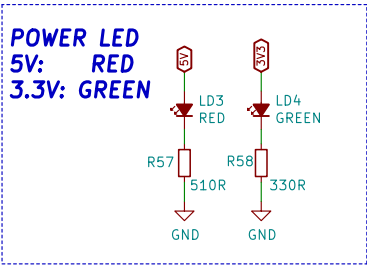 POWER LED
5V: RED
3.3V: GREEN
5V
3V3
LD3
RED
LD4
GREEN
R57
510R
R58
330R
GND
GND